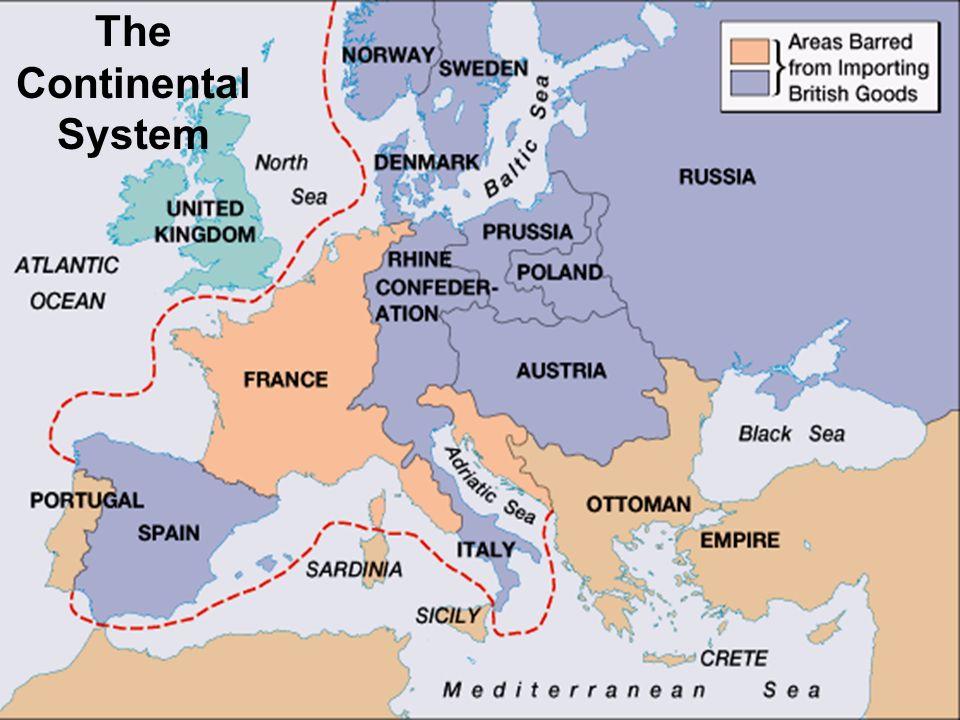 The
Continental
System
Areas Barred
from Importing
British Goods
NORWAY
SWEDEN
Baltic Sea
North
Sea
DENMARK
RUSSIA
UNITED
KINGDOM
PRUSSIA
ATLANTIC
OCEAN
RHINE
CONFEDER-
ATION
POLAND
FRANCE
AUSTRIA
Black Sea
Adriatic Sea
PORTUGAL
SPAIN
OTTOMAN
EMPIRE
ITALY
SARDINIA
SICILY
CRETE
Mediterranean Sea